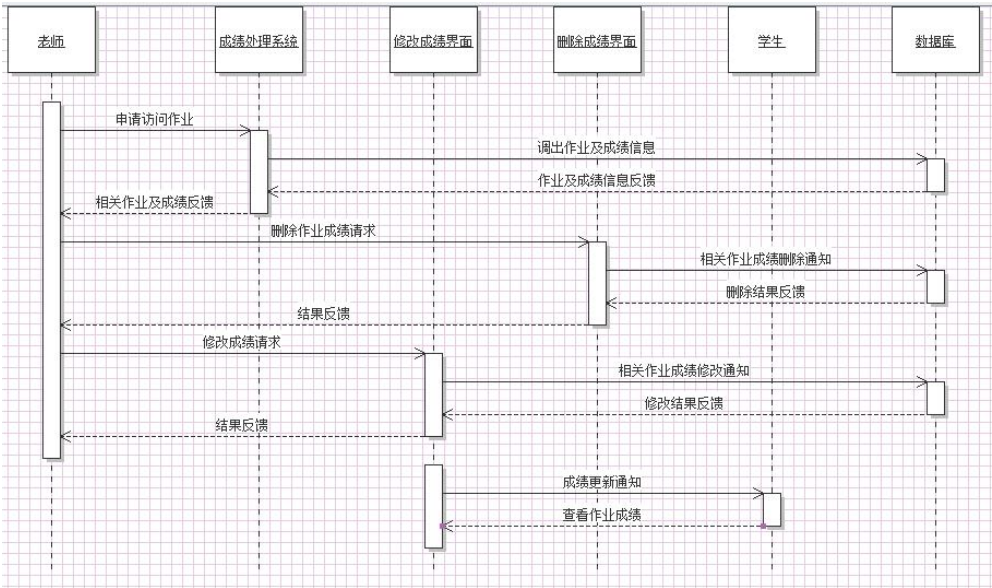 老师
成绩处理系统
修改成绩界面
删除成绩界面
学生
数据库
申请访问作业
调出作业及成绩信息
作业及成绩信息反馈
相关作业及成绩反馈
删除作业成绩请求
相关作业成绩删除通知
删除结果反馈
结果反馈
修改成绩请求
相关作业成绩修改通知
修改结果反馈
结果反馈
成绩更新通知
查看作业成绩